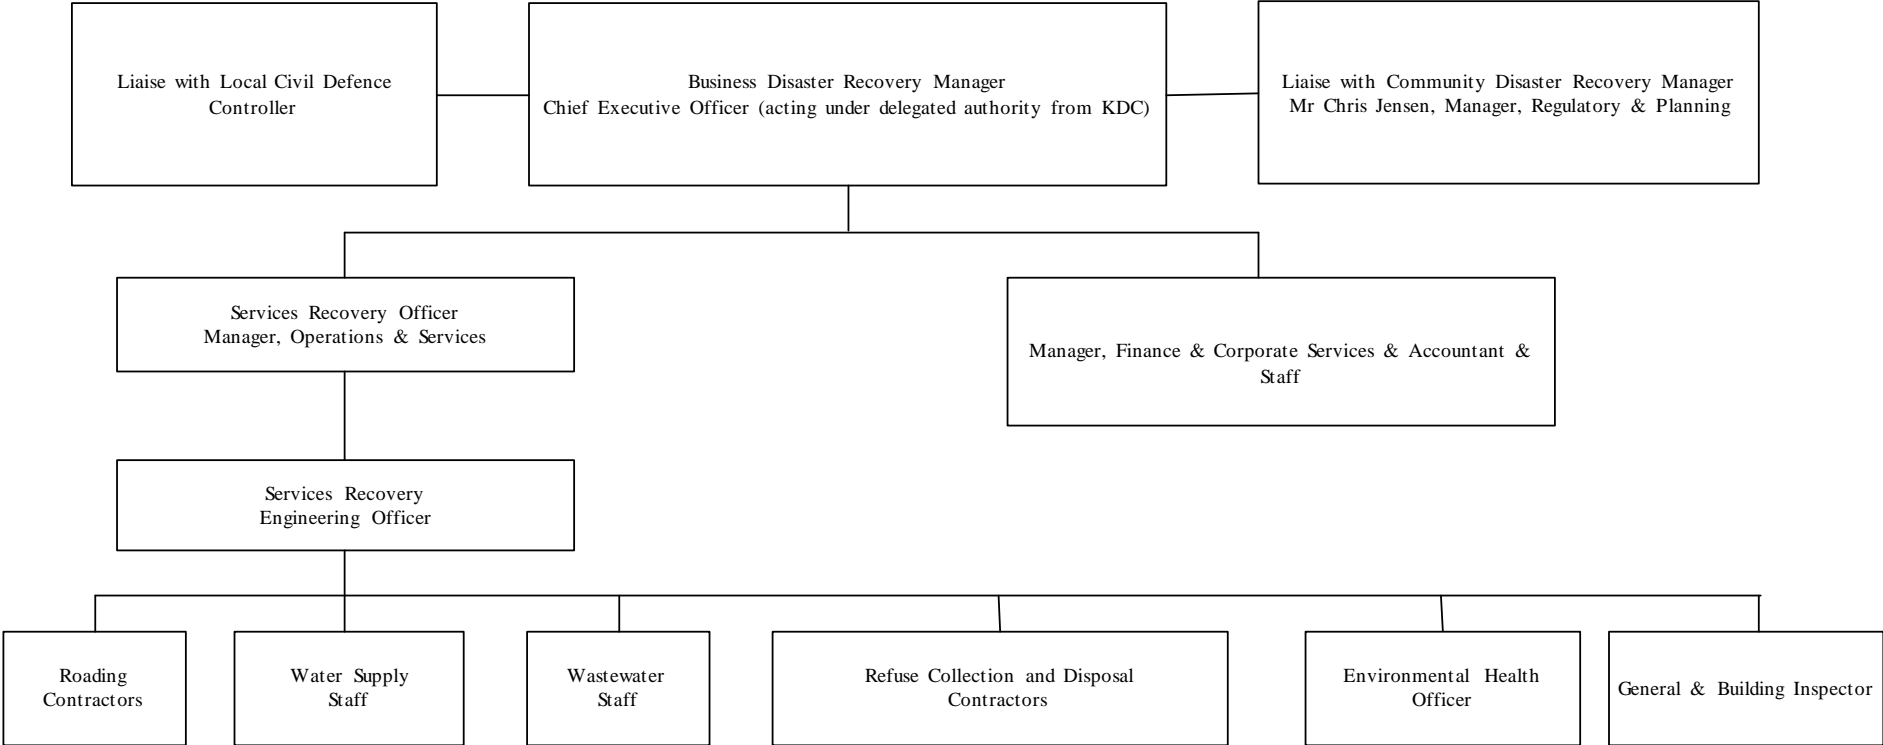 Liaise with Local Civil Defence
Controller
Business Disaster Recovery Manager
Chief Executive Officer (acting under delegated authority from KDC)
Liaise with Community Disaster Recovery Manager
Mr Chris Jensen, Manager, Regulatory & Planning
Services Recovery Officer
Manager, Operations & Services
Manager, Finance & Corporate Services & Accountant &
Staff
Services Recovery
Engineering Officer
Roading
Contractors
Water Supply
Staff
Wastewater
Staff
Refuse Collection and Disposal
Contractors
Environmental Health
Officer
General & Building Inspector